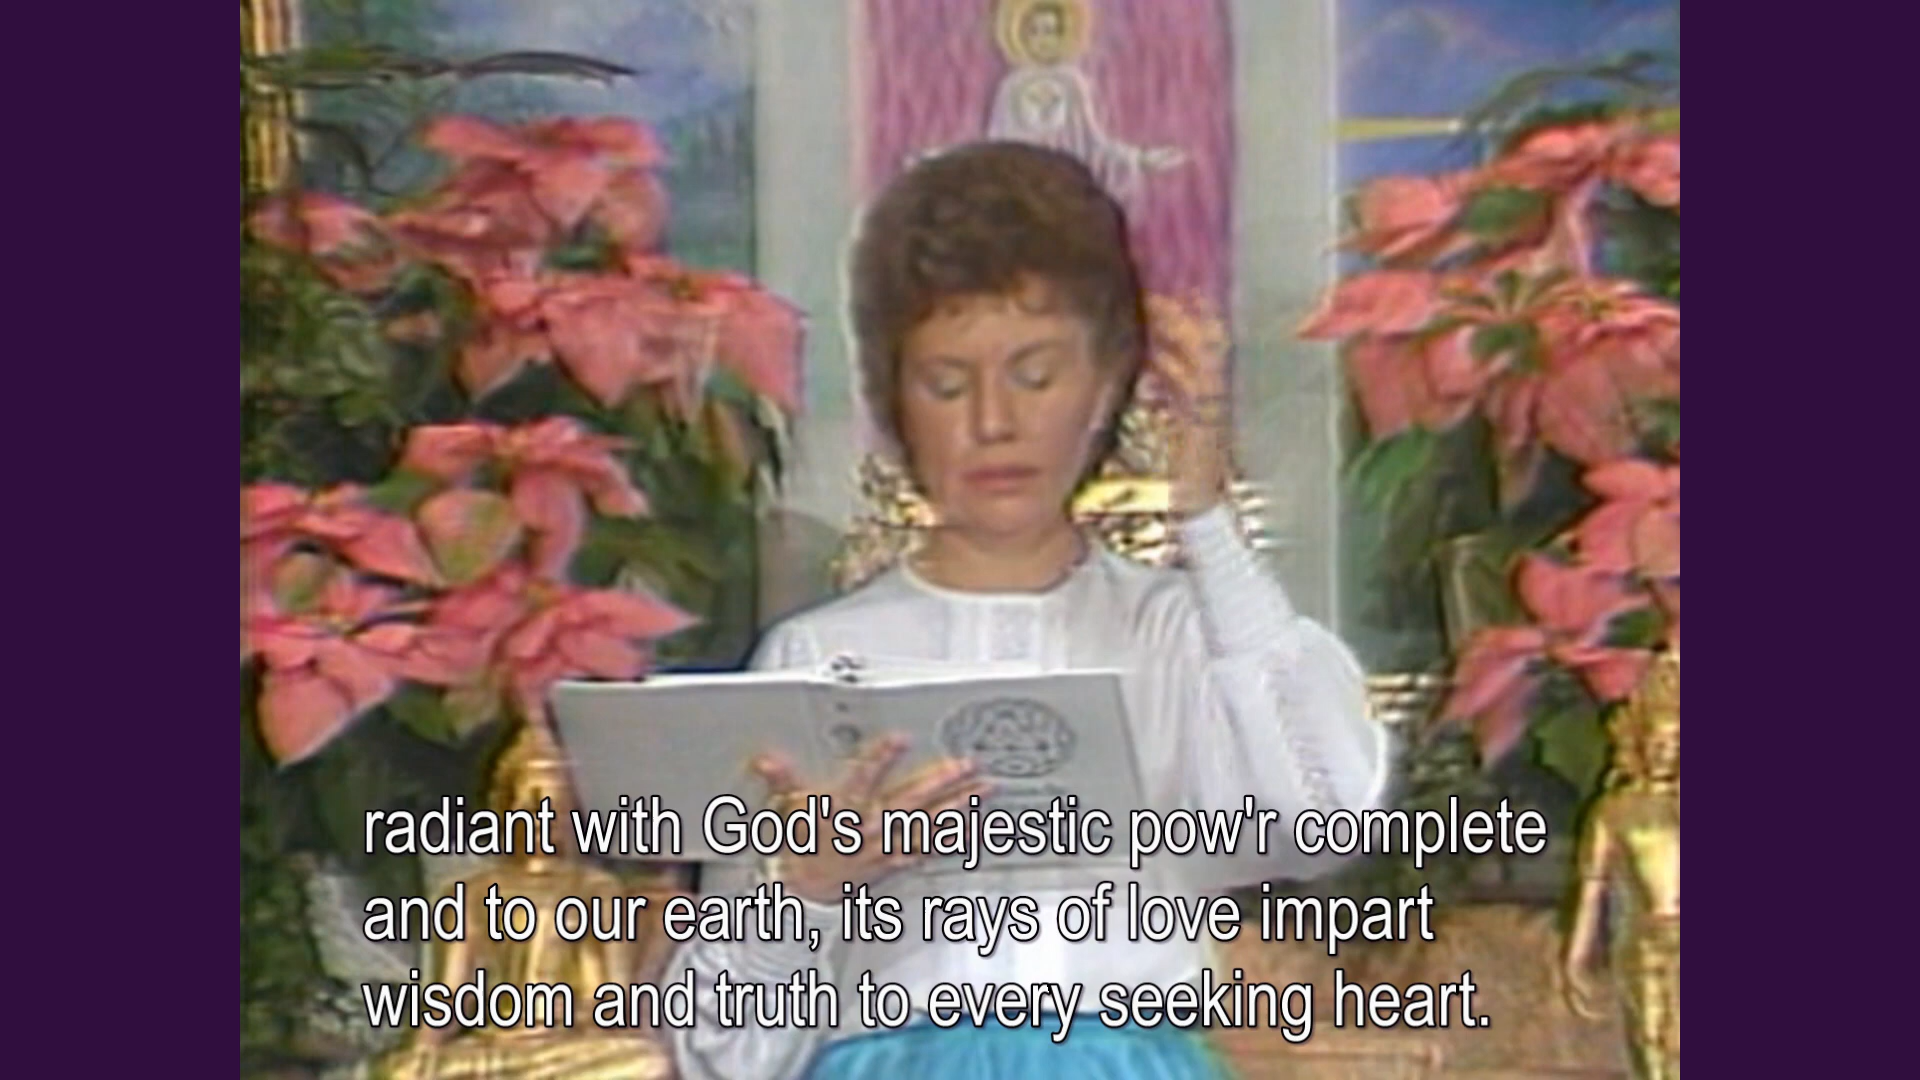 radiant with God's majestic pow'r complete
and to our earth, its rays of love impart
wisdom and truth to every seeking heart.